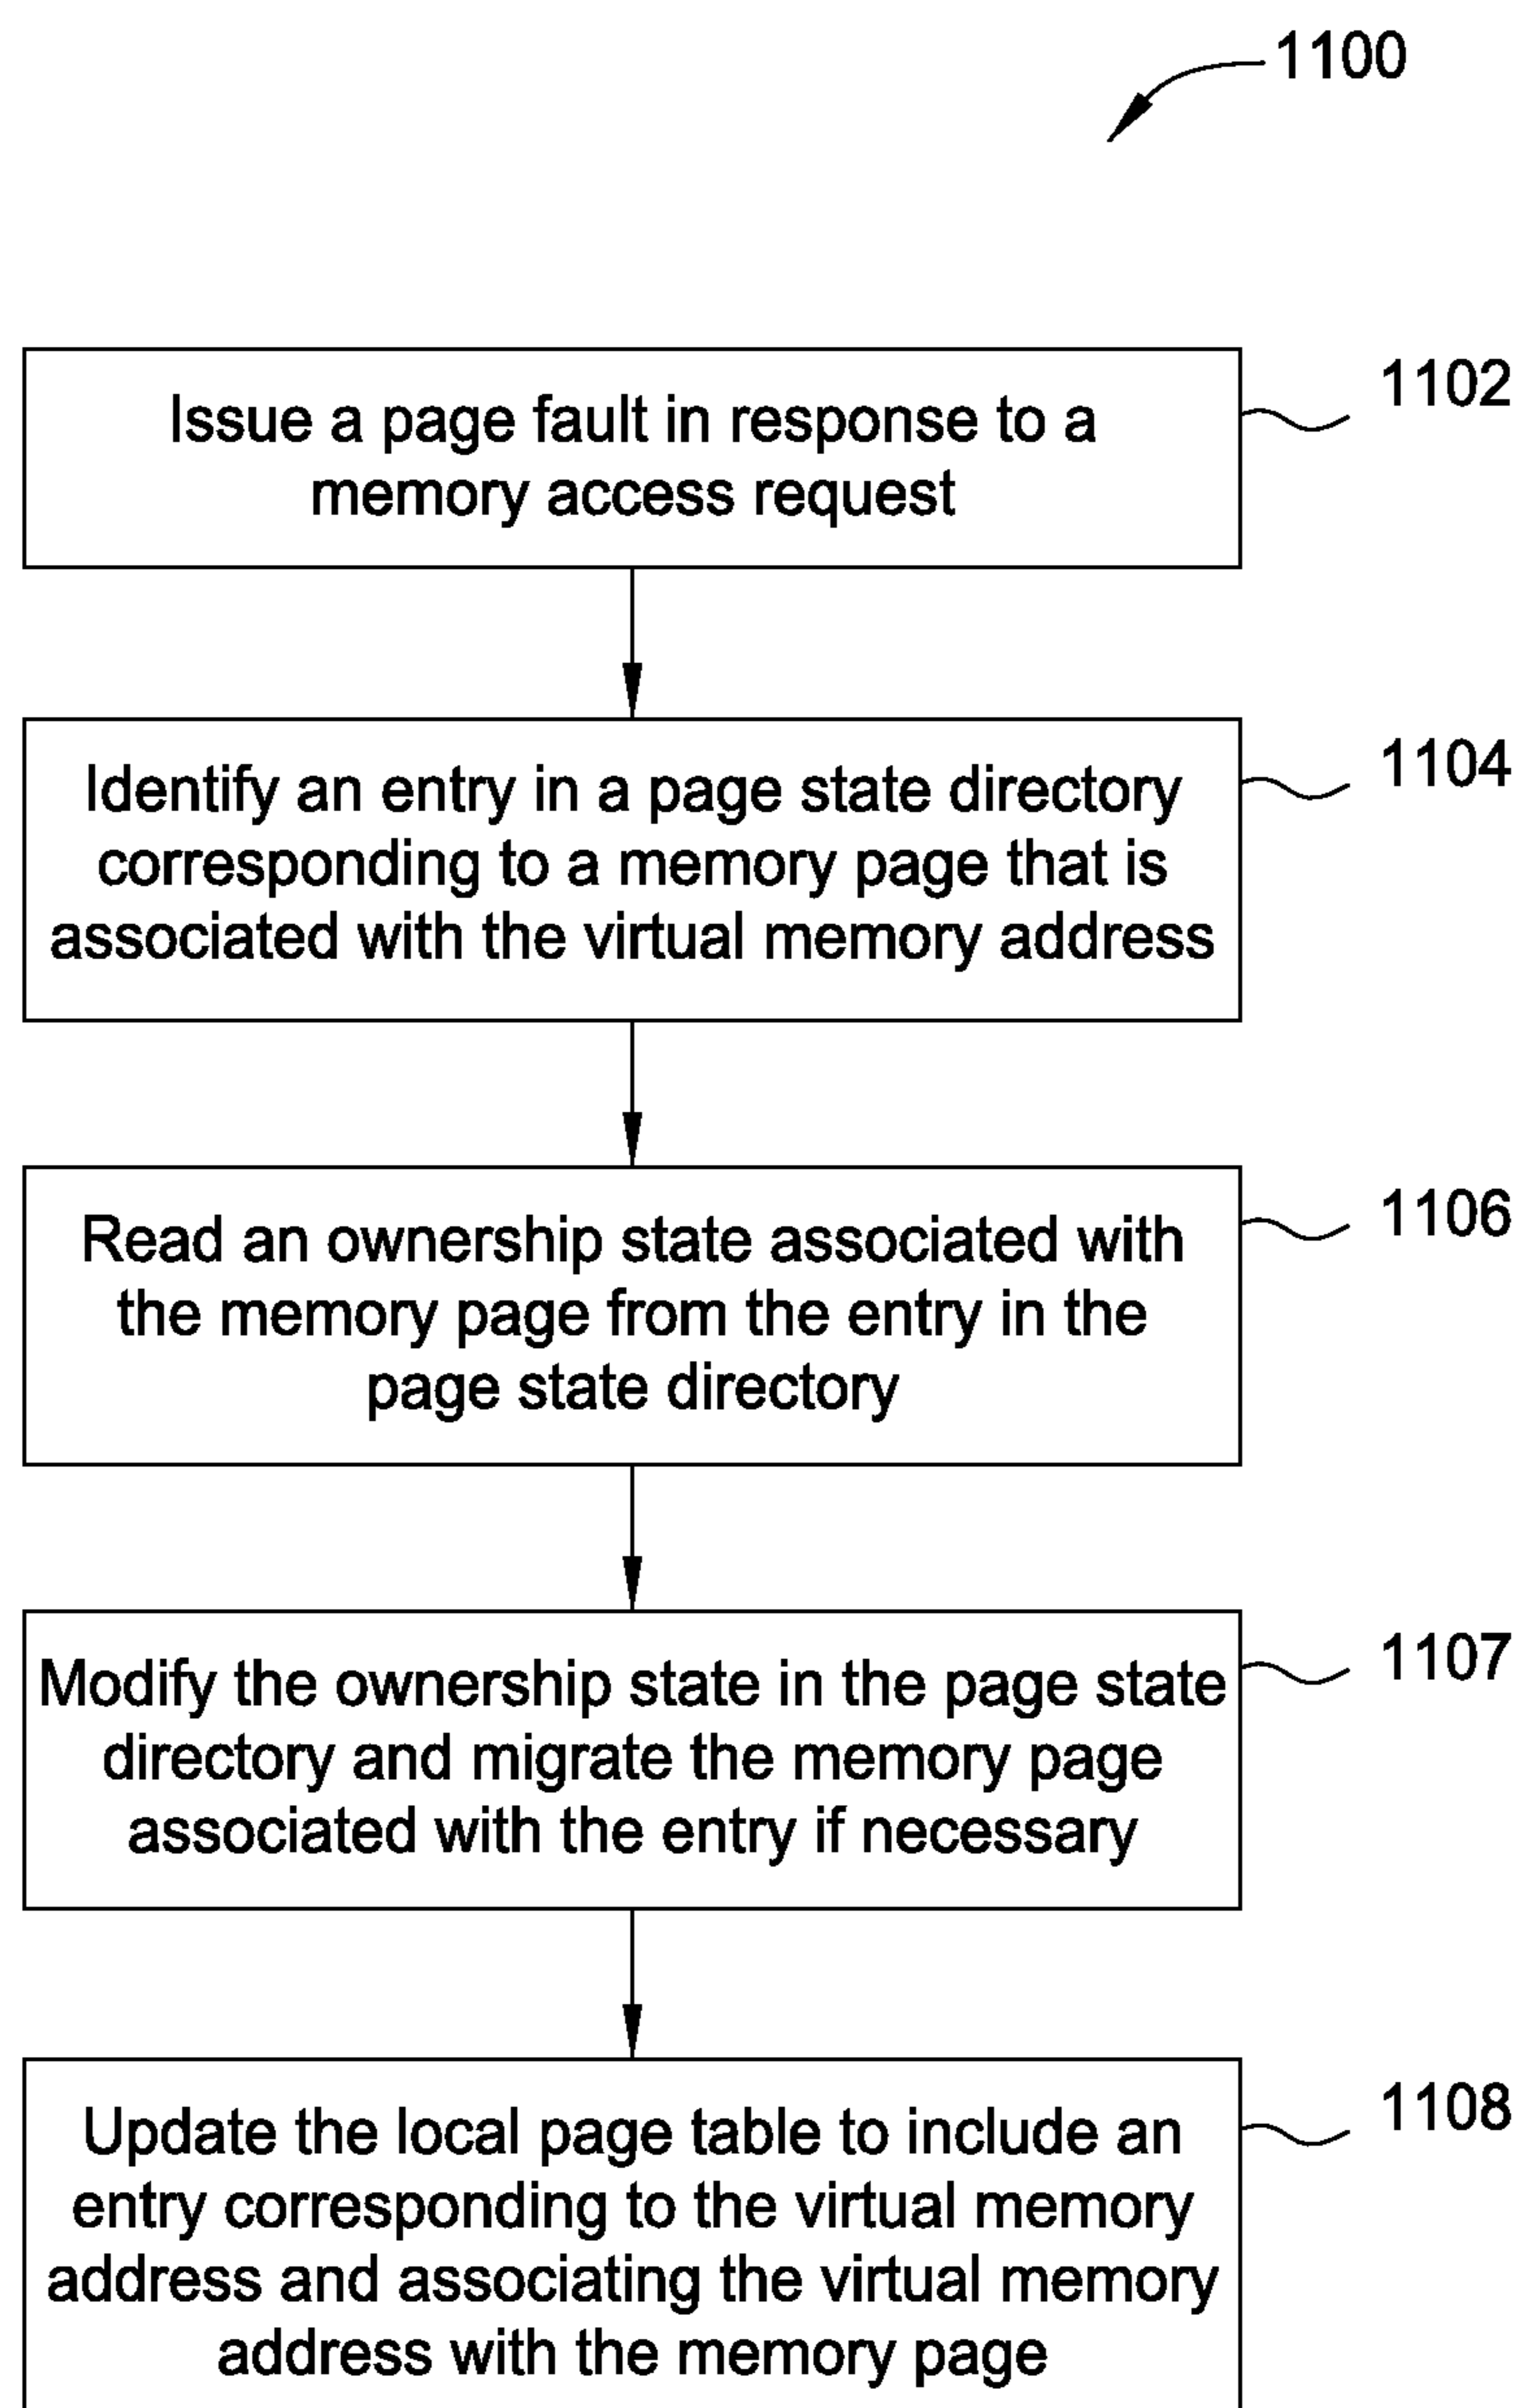 1100
Issue a page fault in response to a
memory access request
1102
Identify an entry in a page state directory
corresponding to a memory page that is
associated with the virtual memory address
1104
Read an ownership state associated with
the memory page from the entry in the
page state directory
1106
Modify the ownership state in the page state
directory and migrate the memory page
associated with the entry if necessary
1107
Update the local page table to include an
entry corresponding to the virtual memory
address and associating the virtual memory
address with the memory page
1108